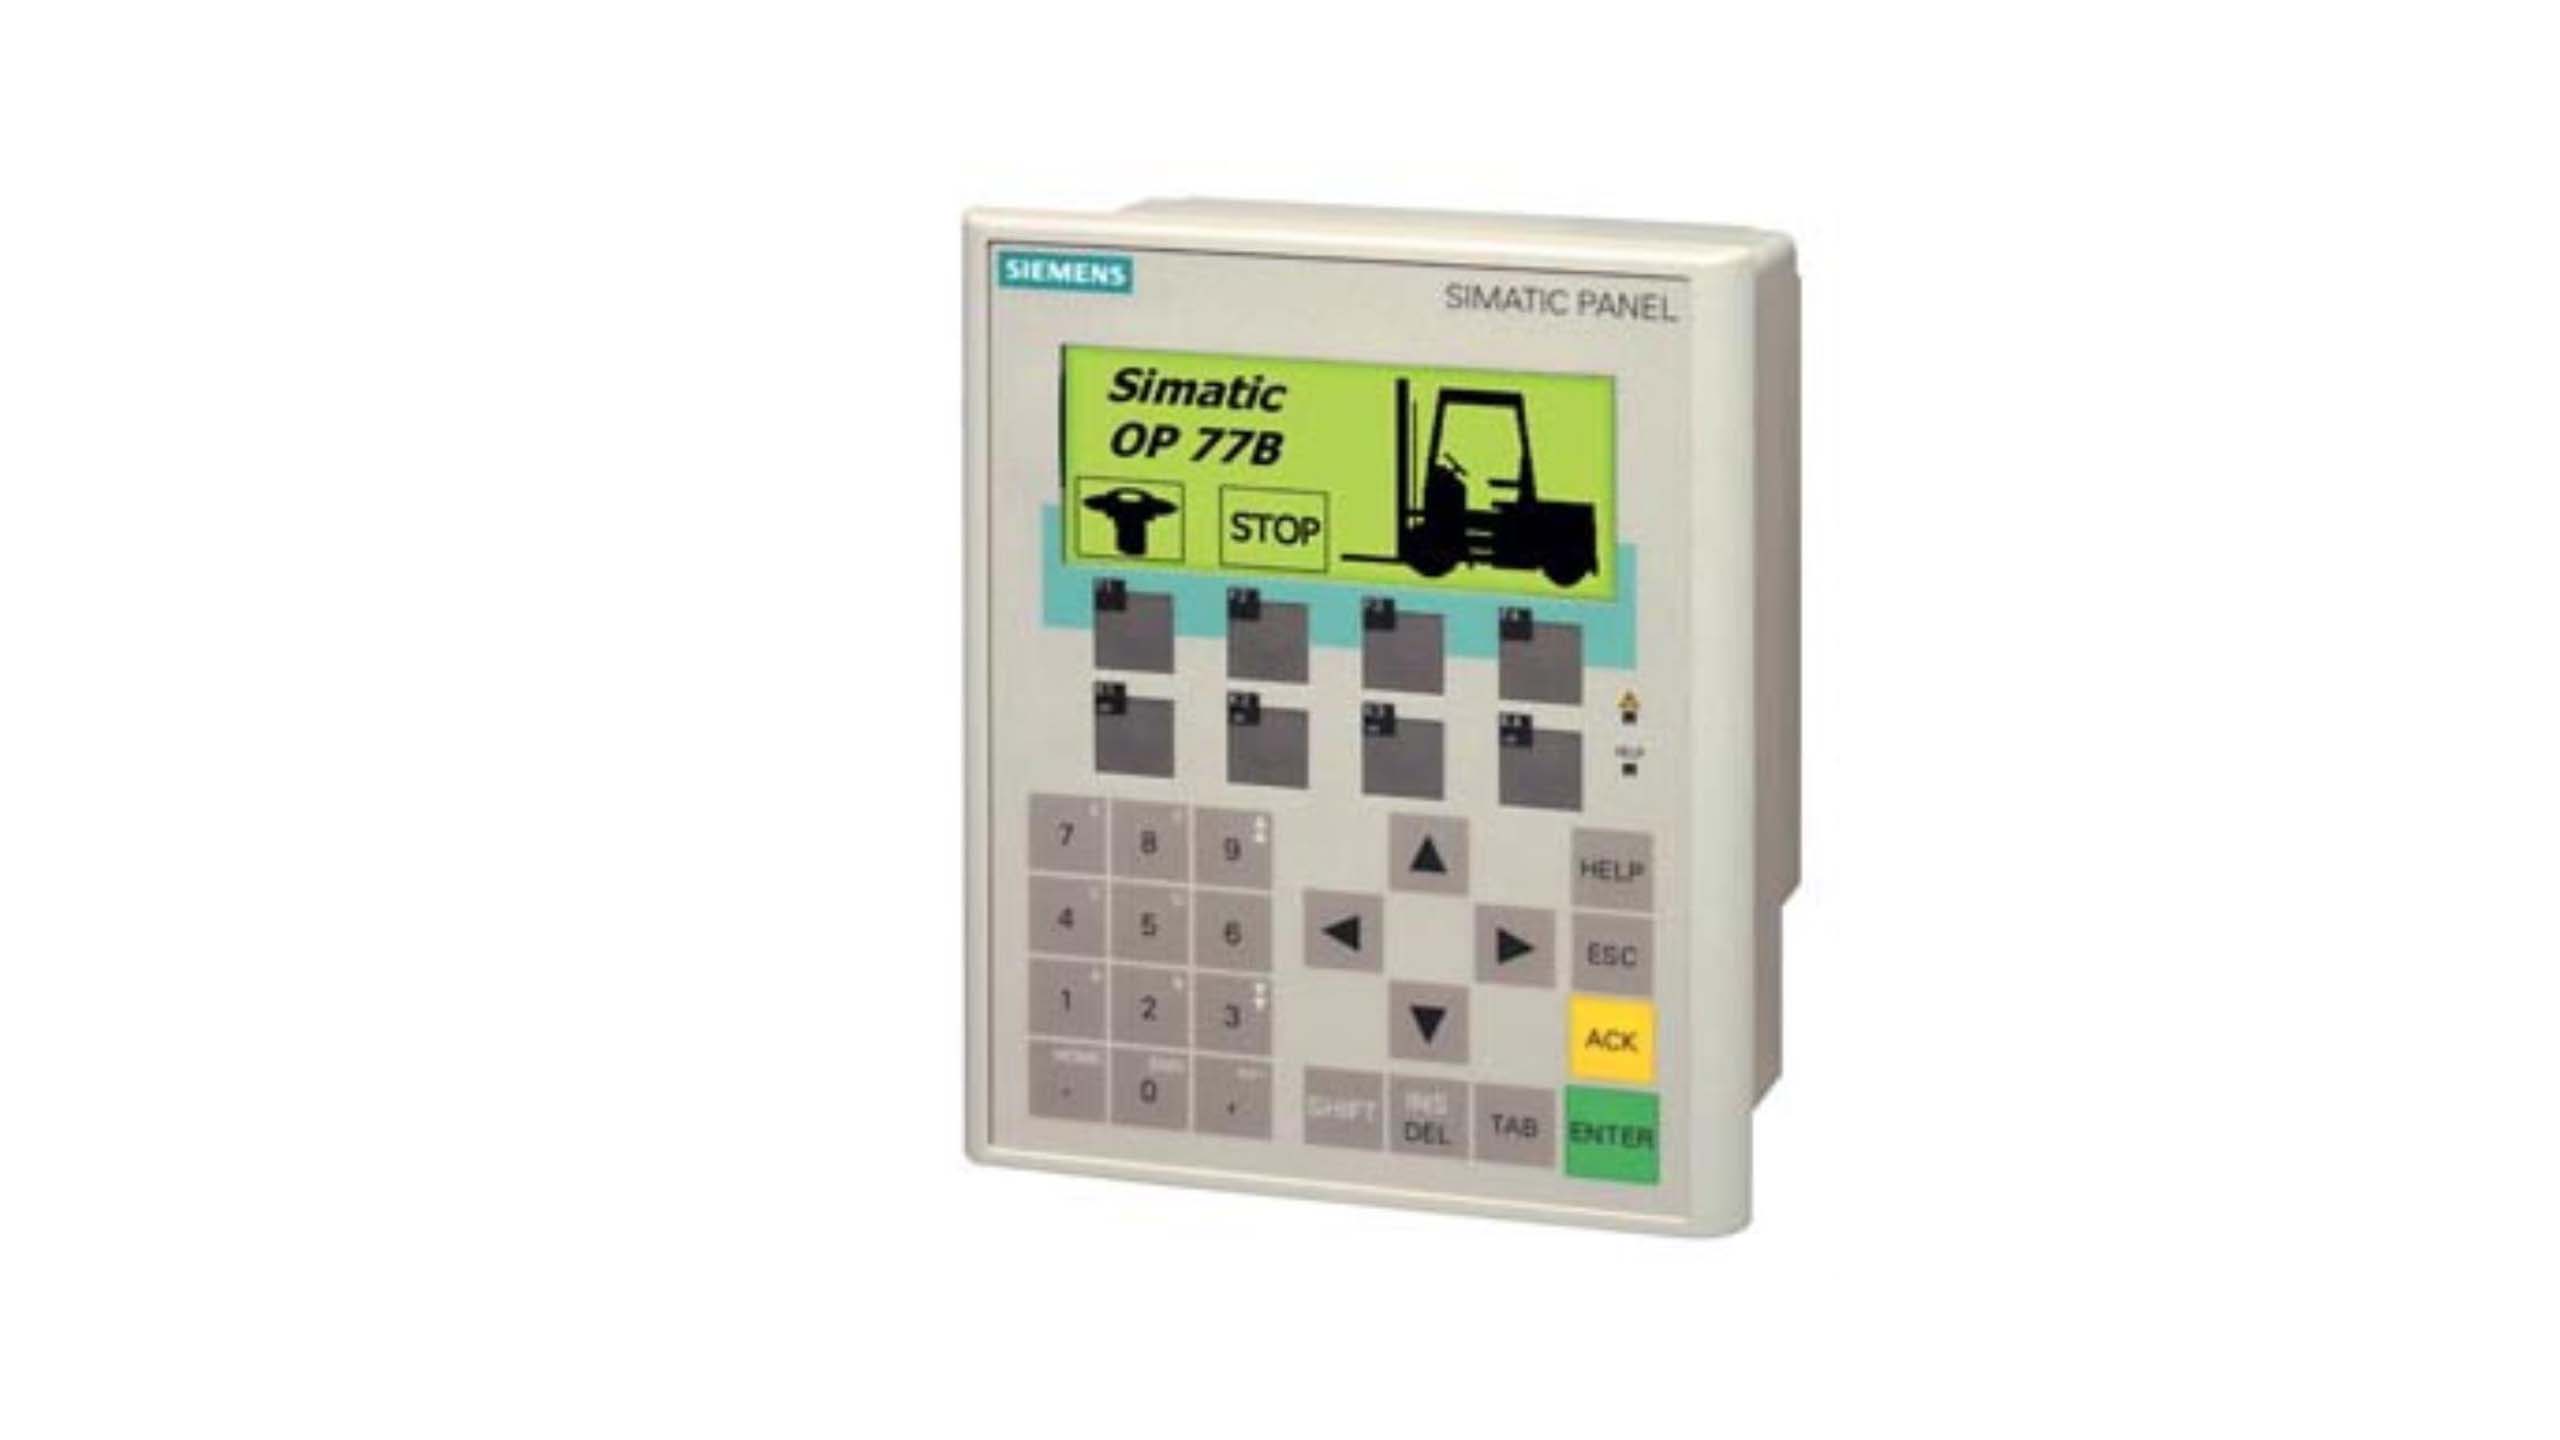 SIEMENS
SIMATIC PANEL
Simatic
OP 77B
STOP
7 8 9
HELP
4 5 6
ESC
1 2 3
ACK
- 0
SHIFT
INS
DEL
TAB
ENTER